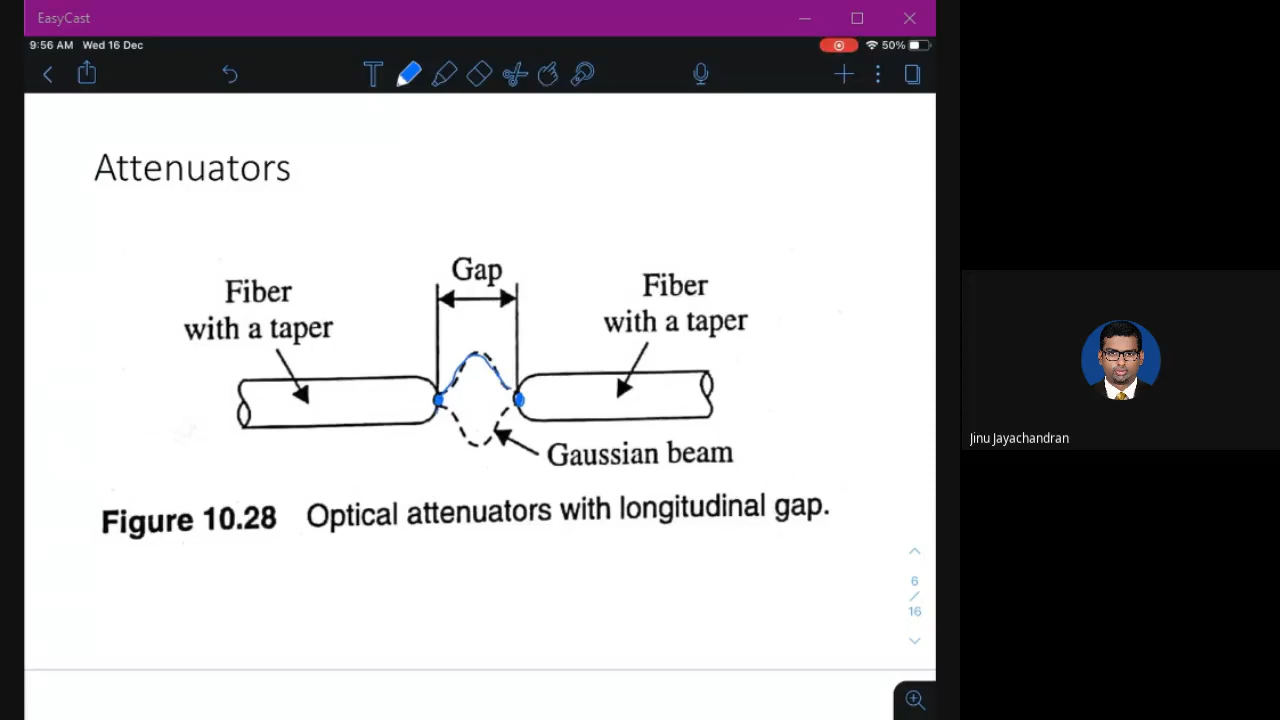 EasyCast
9:56 AM Wed 16 Dec
50%
Attenuators
Gap
Fiber
with a taper
Fiber
with a taper
Gaussian beam
Figure 10.28 Optical attenuators with longitudinal gap.
6
/
16
Jinu Jayachandran